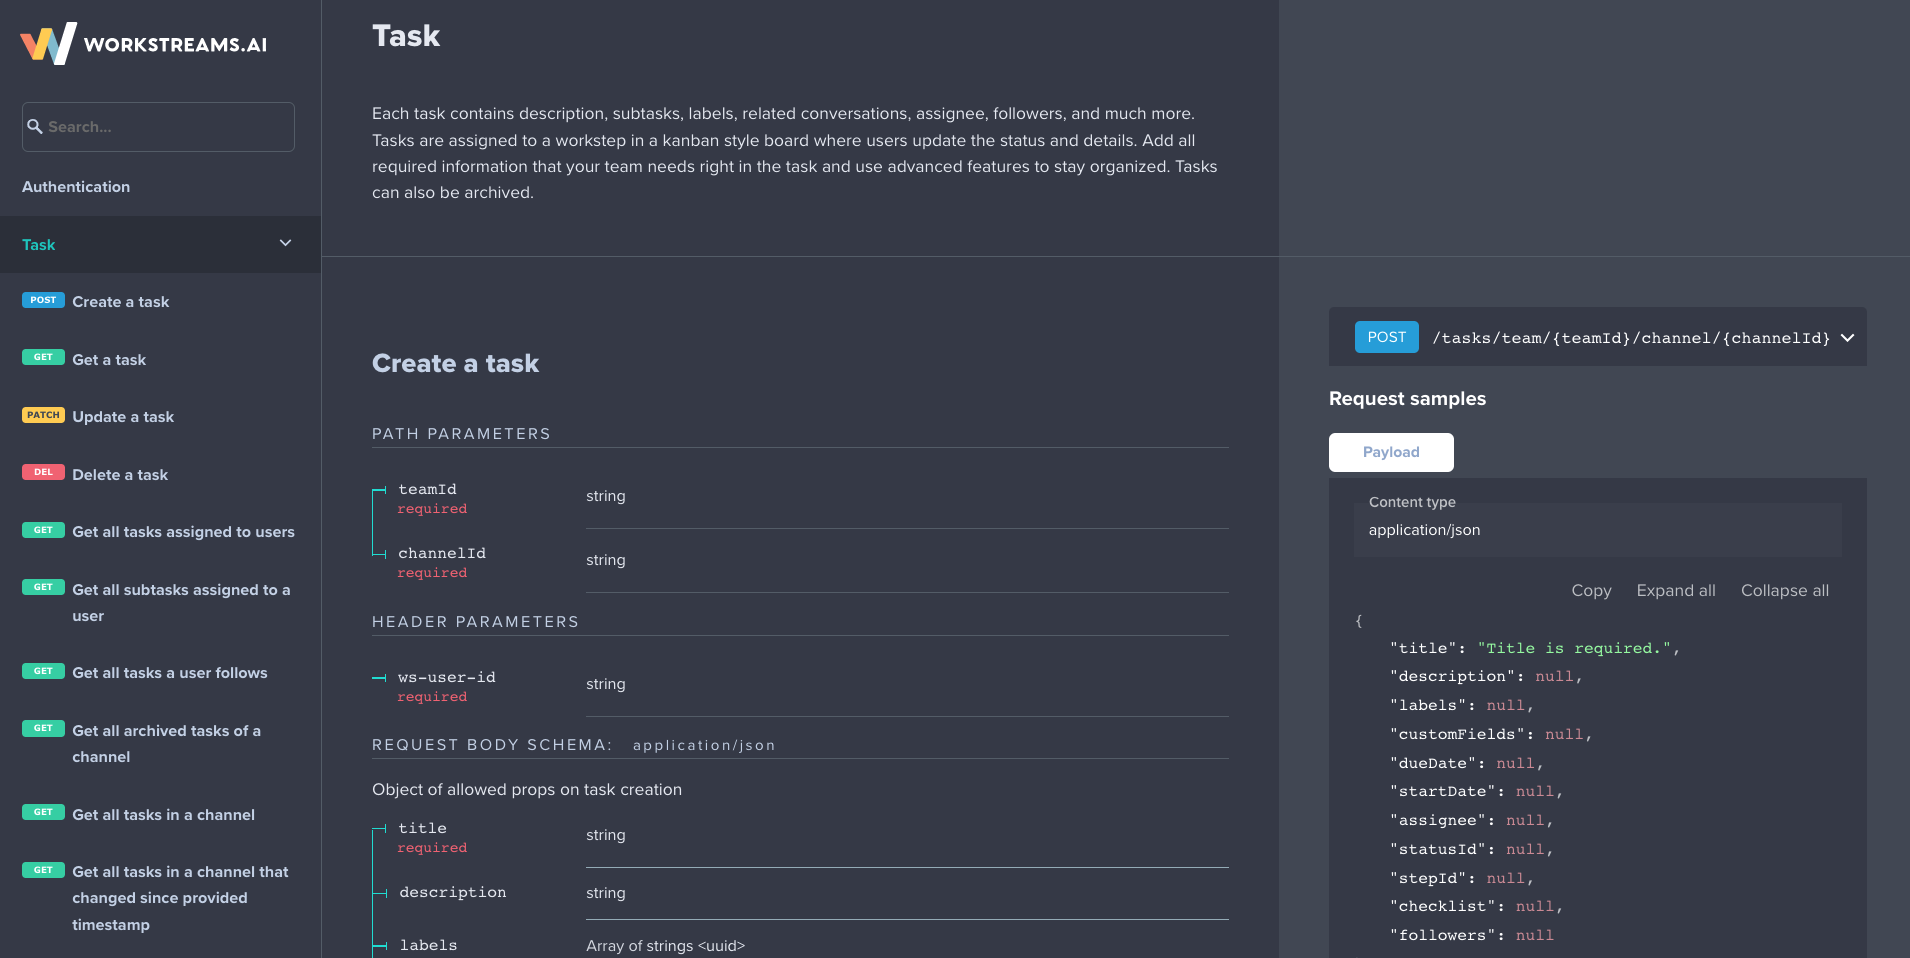 WORKSTREAMS.AI
Search...
Authentication
Task
POST Create a task
GET Get a task
PATCH Update a task
DEL Delete a task
GET Get all tasks assigned to users
GET Get all subtasks assigned to a
user
GET Get all tasks a user follows
GET Get all archived tasks of a
channel
GET Get all tasks in a channel
GET Get all tasks in a channel that
changed since provided
timestamp
Task
Each task contains description, subtasks, labels, related conversations, assignee, followers, and much more.
Tasks are assigned to a workstep in a kanban style board where users update the status and details. Add all
required information that your team needs right in the task and use advanced features to stay organized. Tasks
can also be archived.
Create a task
PATH PARAMETERS
teamId string
required
channelId string
required
HEADER PARAMETERS
ws-user-id string
required
REQUEST BODY SCHEMA: application/json
Object of allowed props on task creation
title string
required
description string
labels Array of strings <uuid>
POST /tasks/team/{teamId}/channel/{channelId}
Request samples
Payload
Content type
application/json
Copy Expand all Collapse all
{
"title": "Title is required.",
"description": null,
"labels": null,
"customFields": null,
"dueDate": null,
"startDate": null,
"assignee": null,
"statusId": null,
"stepId": null,
"checklist": null,
"followers": null